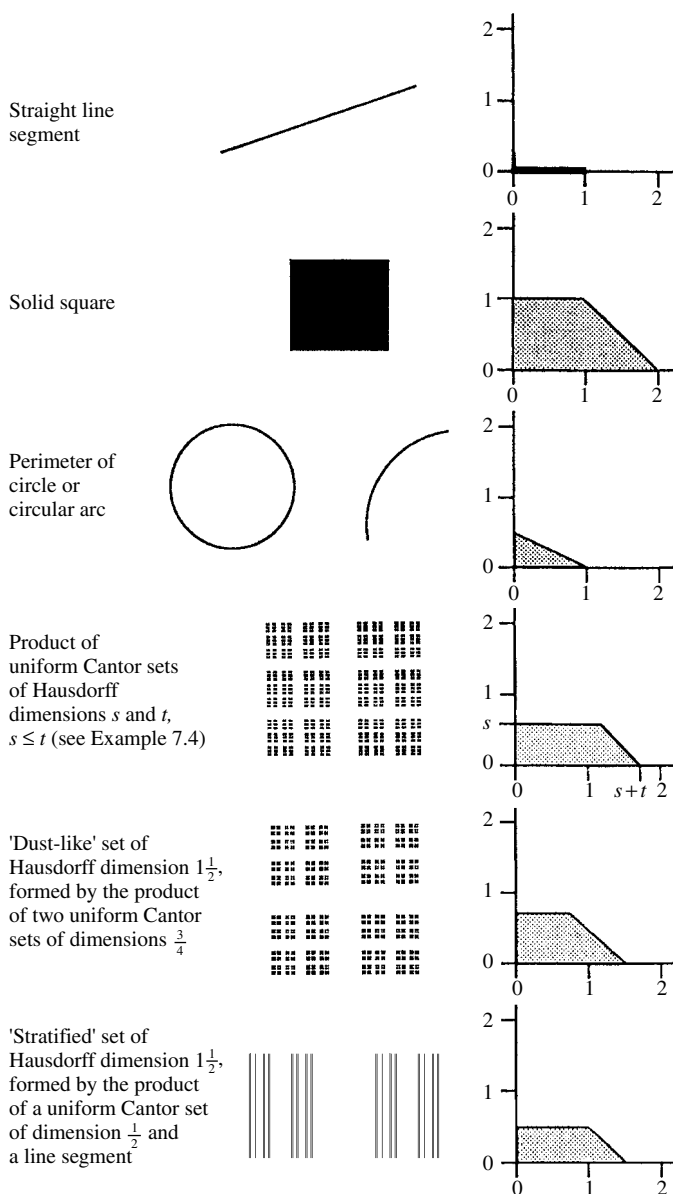 2
1
0
0 1 2
Straight line
segment
2
1
0
0 1 2
Solid square
2
1
0
0 1 2
Perimeter of
circle or
circular arc
2
1
s
0
0 1 s+t 2
Product of
uniform Cantor sets
of Hausdorff
dimensions s and t,
s ≤ t (see Example 7.4)
2
1
0
0 1 2
'Dust-like' set of
Hausdorff dimension 1½,
formed by the product
of two uniform Cantor
sets of dimensions ¾
2
1
0
0 1 2
'Stratified' set of
Hausdorff dimension 1½,
formed by the product
of a uniform Cantor set
of dimension ½ and
a line segment